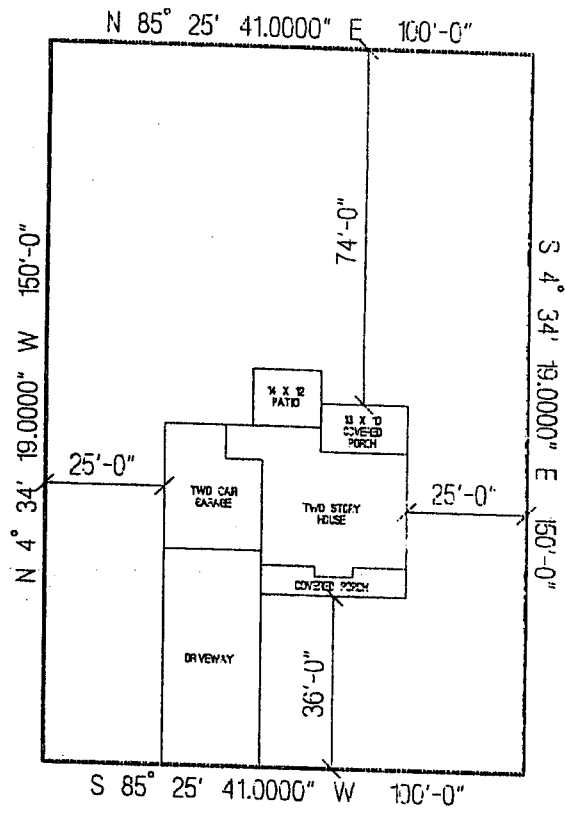 N 85° 25' 41.0000" E 100'-0"
74'-0"
N 4° 34' 19.0000" W 150'-0"
S 4° 34' 19.0000" E 150'-0"
14 X 12
PATIO
13 X 10
COVERED
PORCH
25'-0"
TWO CAR
GARAGE
TWO STORY
HOUSE
25'-0"
COVERED PORCH
DRIVEWAY
36'-0"
S 85° 25' 41.0000" W 100'-0"